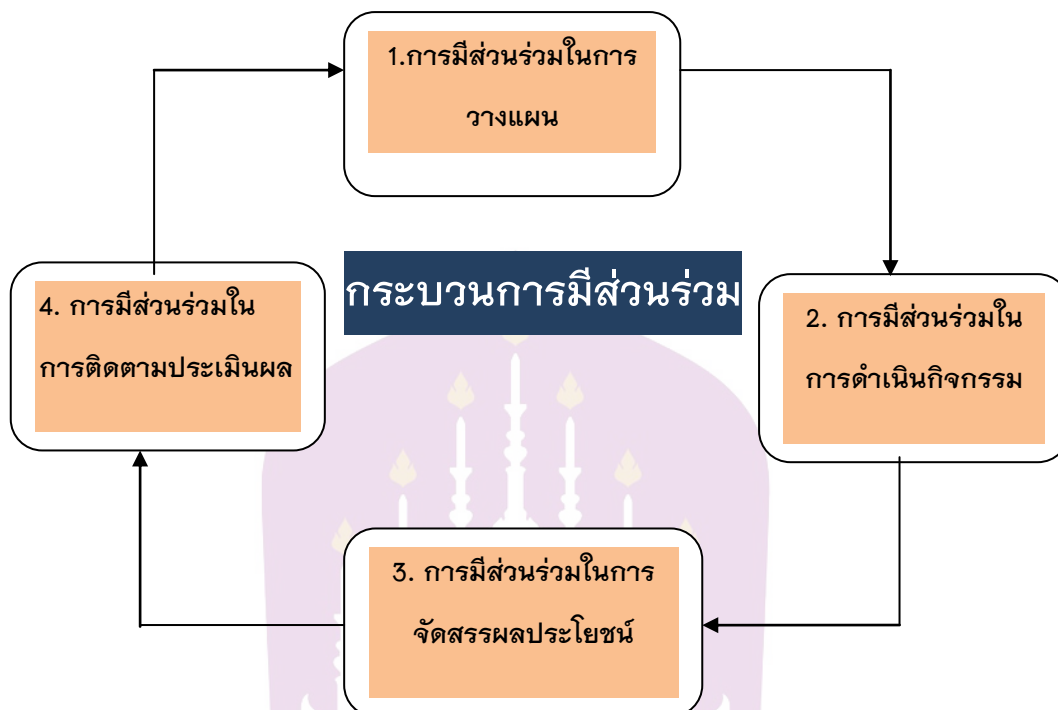 1.การมีส่วนร่วมในการ
วางแผน
กระบวนการมีส่วนร่วม
2. การมีส่วนร่วมใน
การดำเนินกิจกรรม
3. การมีส่วนร่วมในการ
จัดสรรผลประโยชน์
4. การมีส่วนร่วมใน
การติดตามประเมินผล